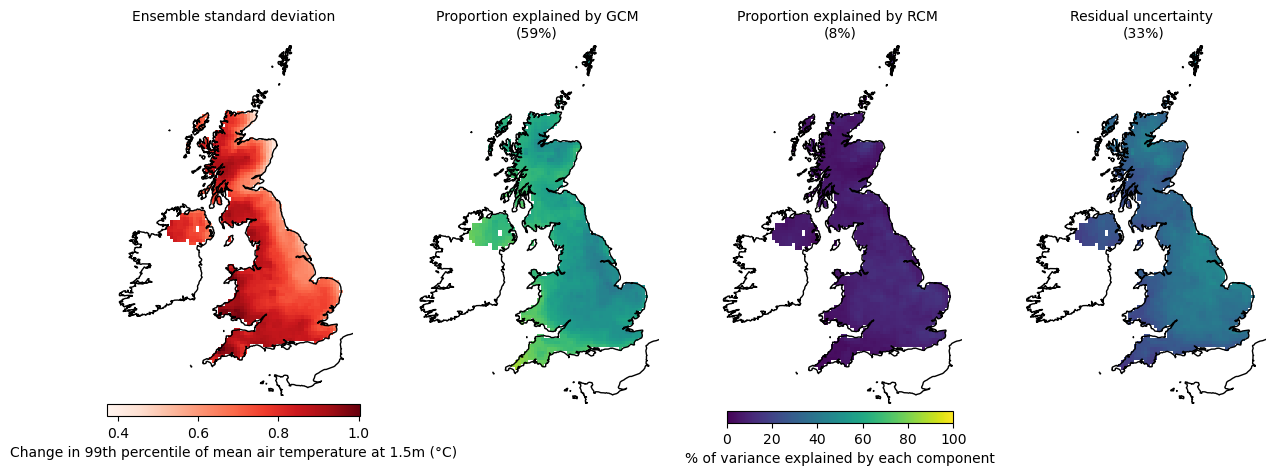 Ensemble standard deviation
Proportion explained by GCM
(59%)
Proportion explained by RCM
(8%)
Residual uncertainty
(33%)
0.4 0.6 0.8 1.0
Change in 99th percentile of mean air temperature at 1.5m (°C)
0 20 40 60 80 100
% of variance explained by each component